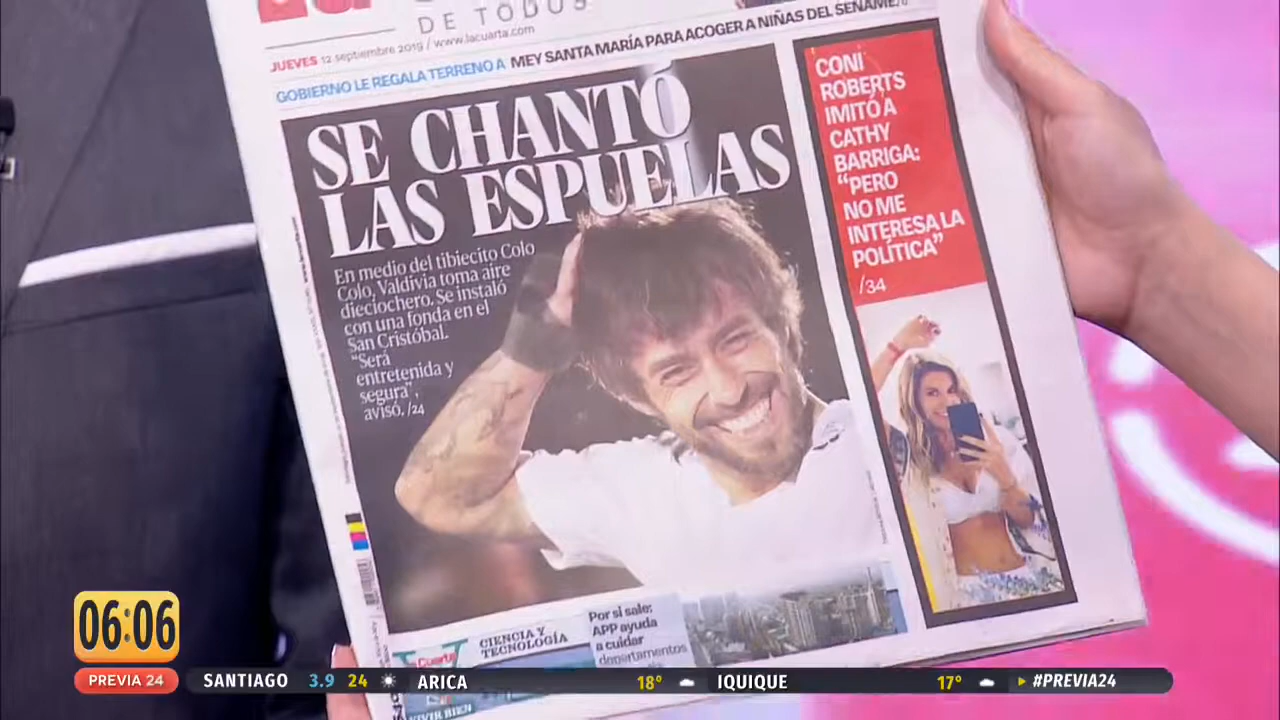 DE TODOS
JUEVES 12 septiembre 2019 / www.lacuarta.com
GOBIERNO LE REGALA TERRENO A MEY SANTA MARÍA PARA ACOGER A NIÑAS DEL SENAME
SE CHANTÓ
LAS ESPUELAS
En medio del tibiecito Colo
Colo, Valdivia toma aire
dieciochero. Se instaló
con una fonda en el
San Cristóbal.
“Será
entretenida y
segura”,
avisó. /24
CONI
ROBERTS
IMITÓ A
CATHY
BARRIGA:
“PERO
NO ME
INTERESA LA
POLÍTICA”
/34
CIENCIA Y
TECNOLOGÍA
Cuarta
VIVIR BIEN
Por si sale:
APP ayuda
a cuidar
departamentos
06:06
PREVIA 24
SANTIAGO 3.9 24 ARICA 18° IQUIQUE 17° #PREVIA24